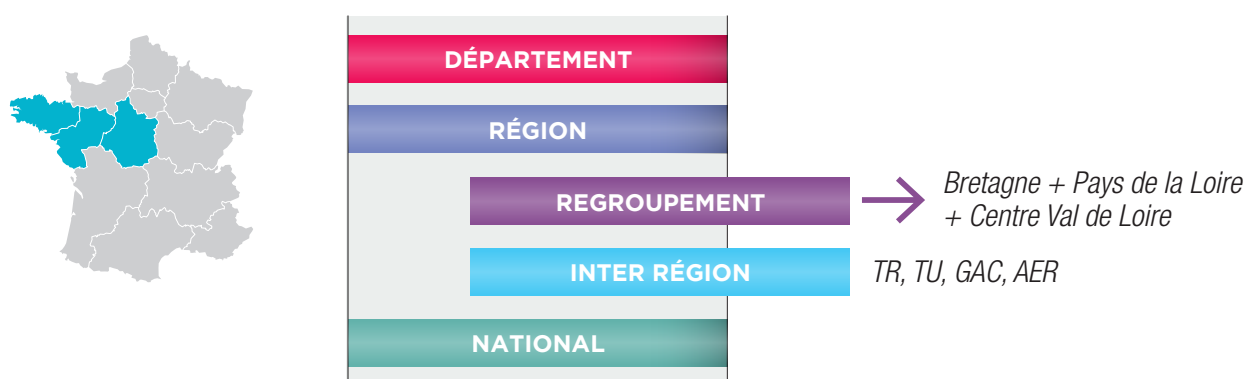 DÉPARTEMENT
RÉGION
REGROUPEMENT
Bretagne + Pays de la Loire
+ Centre Val de Loire
INTER RÉGION
TR, TU, GAC, AER
NATIONAL